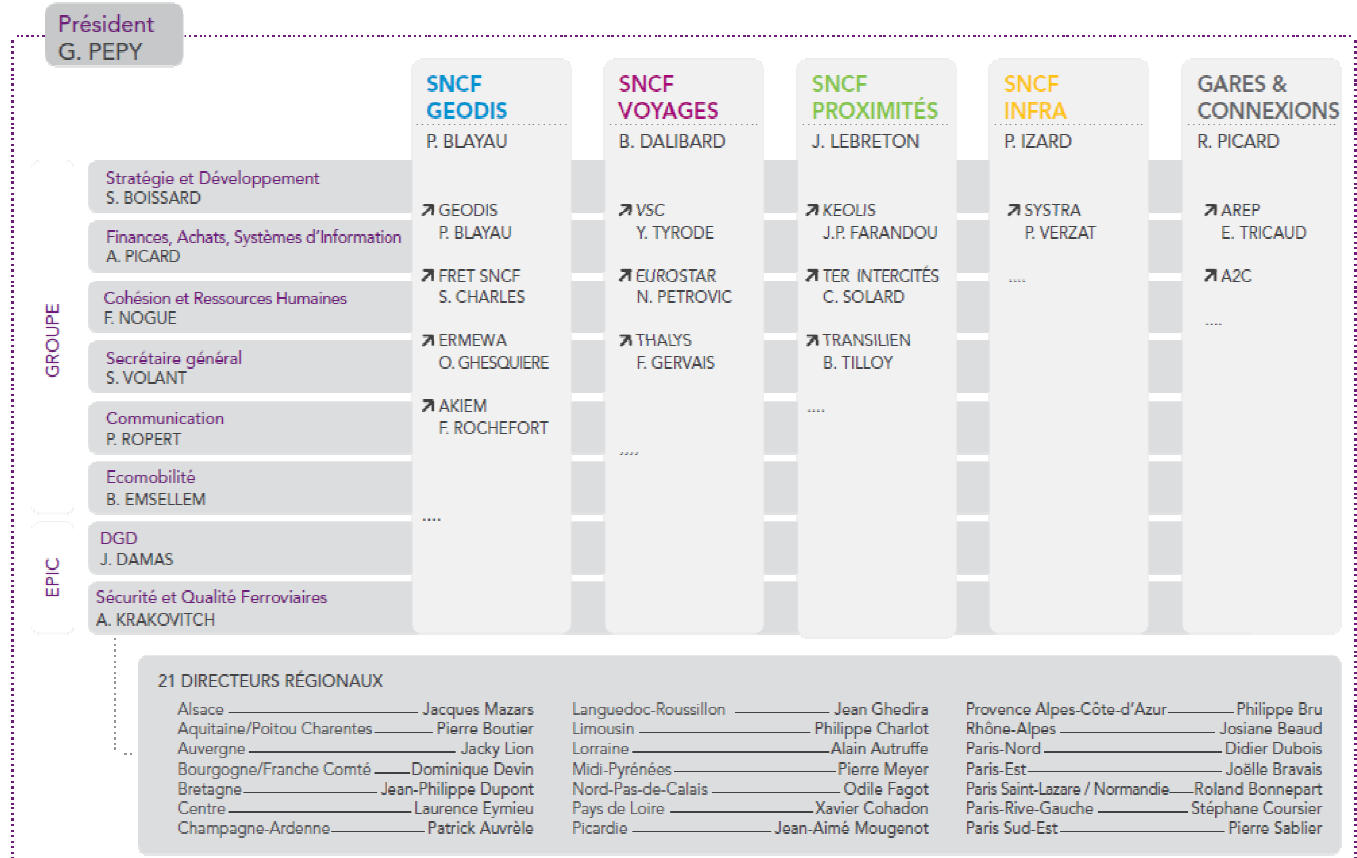 Président
G. PEPY
SNCF
GEODIS
P. BLAYAU
SNCF
VOYAGES
B. DALIBARD
SNCF
PROXIMITÉS
J. LEBRETON
SNCF
INFRA
P. IZARD
GARES &
CONNEXIONS
R. PICARD
GROUPE
Stratégie et Développement
S. BOISSARD
Finances, Achats, Systèmes d'Information
A. PICARD
Cohésion et Ressources Humaines
F. NOGUE
Secrétaire général
S. VOLANT
Communication
P. ROPERT
Ecomobilité
B. EMSELLEM
EPIC
DGD
J. DAMAS
Sécurité et Qualité Ferroviaires
A. KRAKOVITCH
↗ GEODIS
P. BLAYAU
↗ FRET SNCF
S. CHARLES
↗ ERMEWA
O. GHESQUIERE
↗ AKIEM
F. ROCHEFORT
....
↗ VSC
Y. TYRODE
↗ EUROSTAR
N. PETROVIC
↗ THALYS
F. GERVAIS
....
↗ KEOLIS
J.P. FARANDOU
↗ TER INTERCITÉS
C. SOLARD
↗ TRANSILIEN
B. TILLOY
....
↗ SYSTRA
P. VERZAT
....
↗ AREP
E. TRICAUD
↗ A2C
....
21 DIRECTEURS RÉGIONAUX
Alsace Jacques Mazars
Aquitaine/Poitou Charentes Pierre Boutier
Auvergne Jacky Lion
Bourgogne/Franche Comté Dominique Devin
Bretagne Jean-Philippe Dupont
Centre Laurence Eymieu
Champagne-Ardenne Patrick Auvrèle
Languedoc-Roussillon Jean Ghedira
Limousin Philippe Charlot
Lorraine Alain Autruffe
Midi-Pyrénées Pierre Meyer
Nord-Pas-de-Calais Odile Fagot
Pays de Loire Xavier Cohadon
Picardie Jean-Aimé Mougenot
Provence Alpes-Côte-d'Azur Philippe Bru
Rhône-Alpes Josiane Beaud
Paris-Nord Didier Dubois
Paris-Est Joëlle Bravais
Paris Saint-Lazare / Normandie Roland Bonnepart
Paris-Rive-Gauche Stéphane Coursier
Paris Sud-Est Pierre Sablier